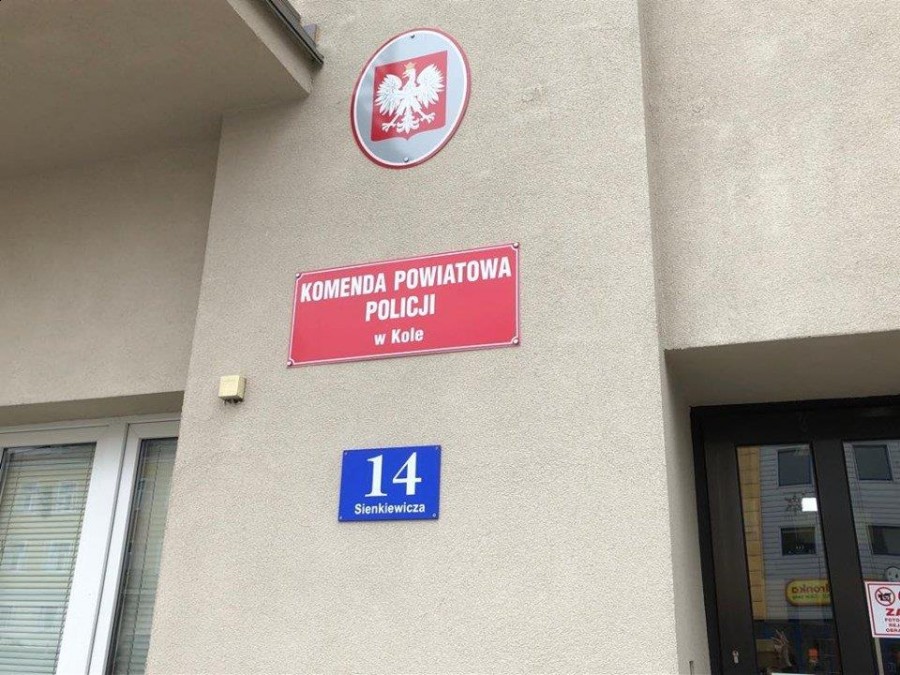 KOMENDA POWIATOWA
POLICJI
w Kole
14
Sienkiewicza